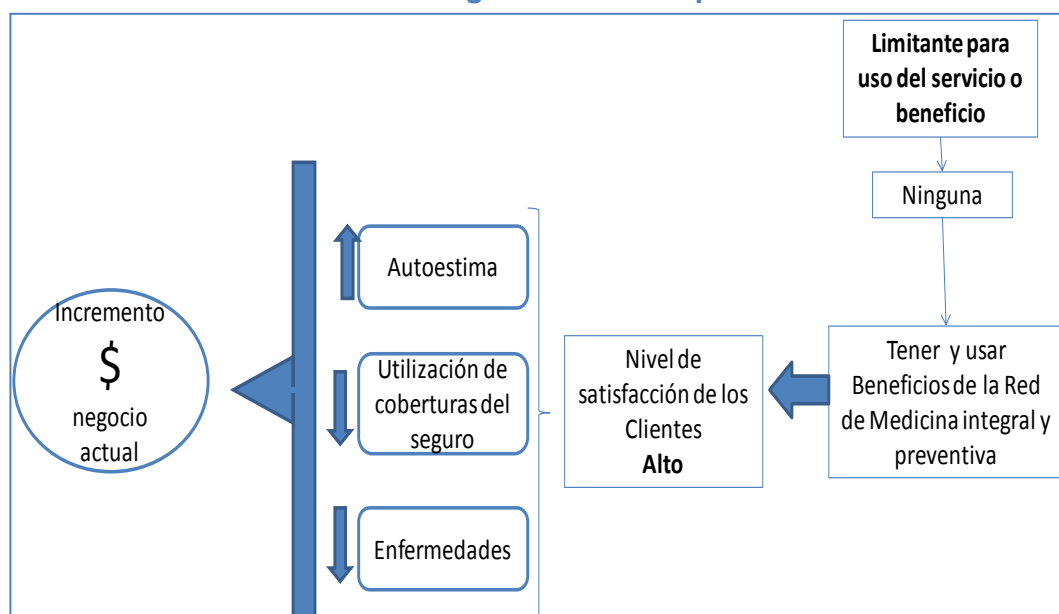 Limitante para
uso del servicio o
beneficio
Ninguna
Autoestima
Incremento
$
negocio
actual
Utilización de
coberturas del
seguro
Nivel de
satisfacción de los
Clientes
Alto
Tener y usar
Beneficios de la Red
de Medicina integral y
preventiva
Enfermedades